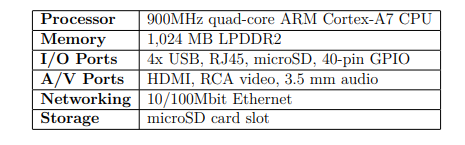 Processor 900MHz quad-core ARM Cortex-A7 CPU
Memory 1,024 MB LPDDR2
I/O Ports 4x USB, RJ45, microSD, 40-pin GPIO
A/V Ports HDMI, RCA video, 3.5 mm audio
Networking 10/100Mbit Ethernet
Storage microSD card slot